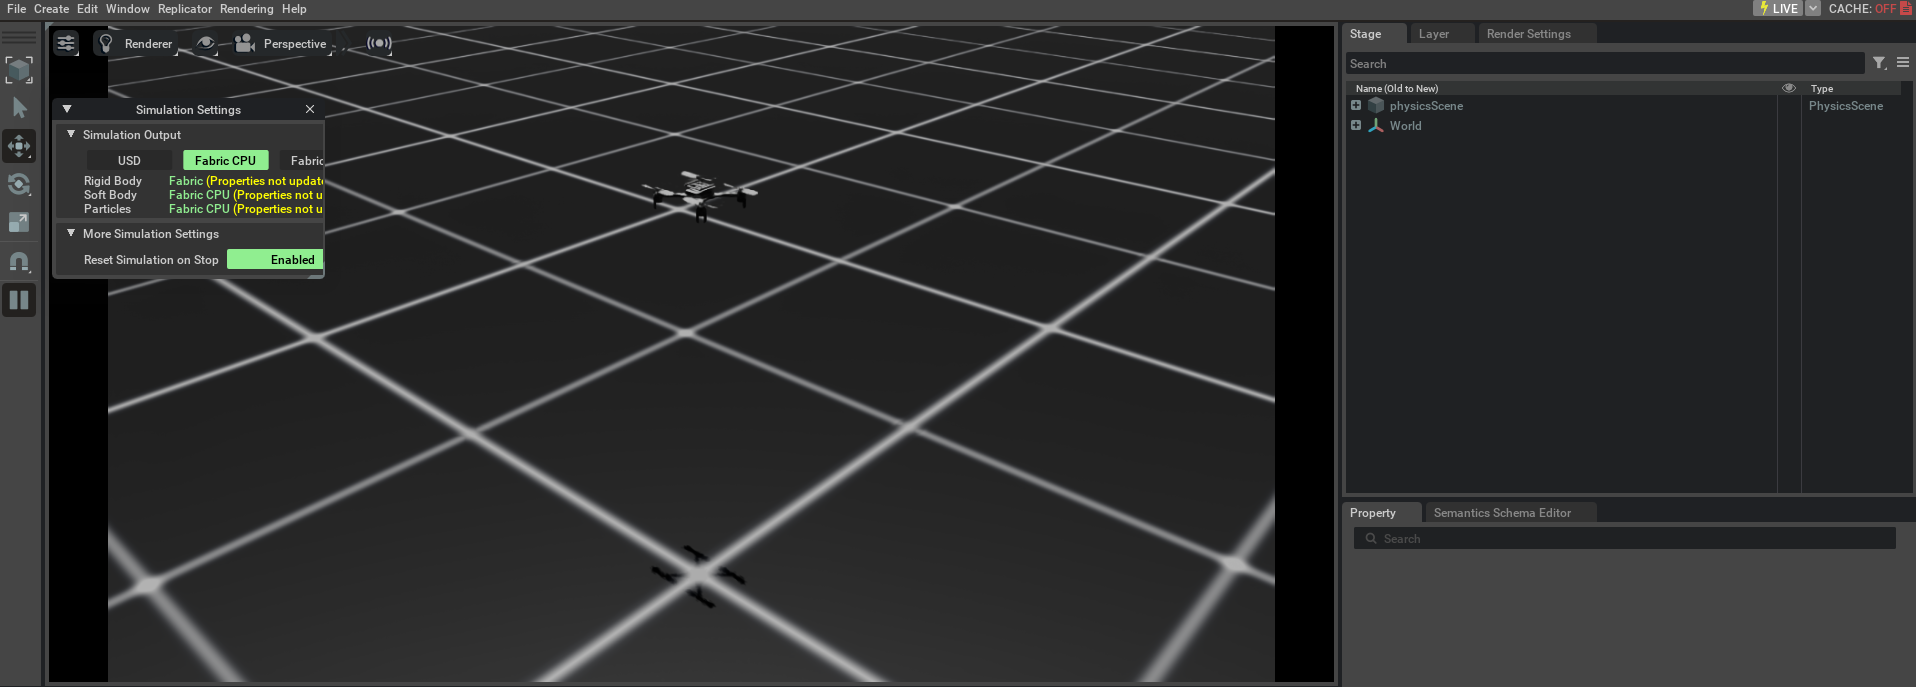 File Create Edit Window Replicator Rendering Help
LIVE CACHE: OFF
Renderer Perspective
Simulation Settings
Simulation Output
USD Fabric CPU Fabric
Rigid Body Fabric (Properties not update
Soft Body Fabric CPU (Properties not u
Particles Fabric CPU (Properties not u
More Simulation Settings
Reset Simulation on Stop Enabled
Stage Layer Render Settings
Search
Name (Old to New) Type
physicsScene PhysicsScene
World
Property Semantics Schema Editor
Search